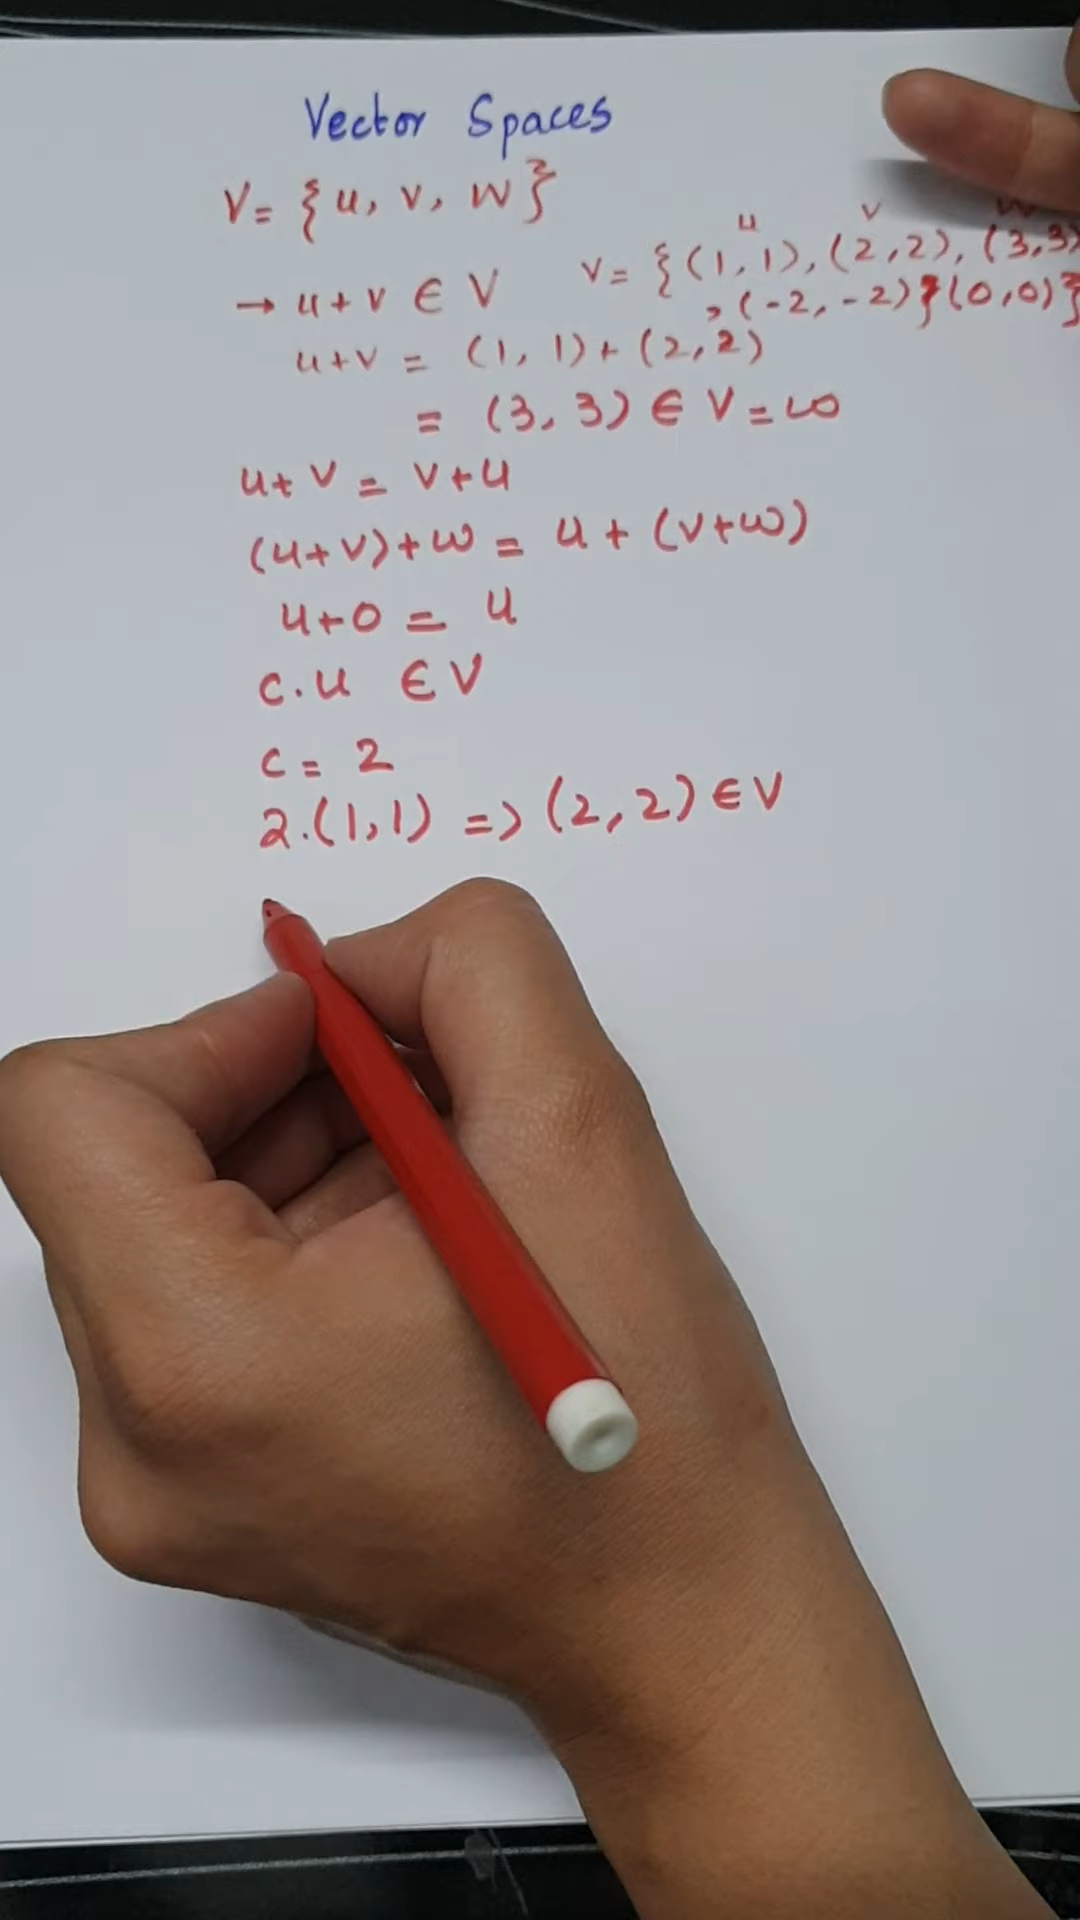 Vector Spaces
V = {u, v, w}
u v w
→ u + v ∈ V
V = {(1, 1), (2, 2), (3, 3)
, (-2, -2)} (0, 0)}
u + v = (1, 1) + (2, 2)
= (3, 3) ∈ V = w
u + v = v + u
(u + v) + w = u + (v + w)
u + 0 = u
c . u ∈ V
c = 2
2 . (1, 1) => (2, 2) ∈ V